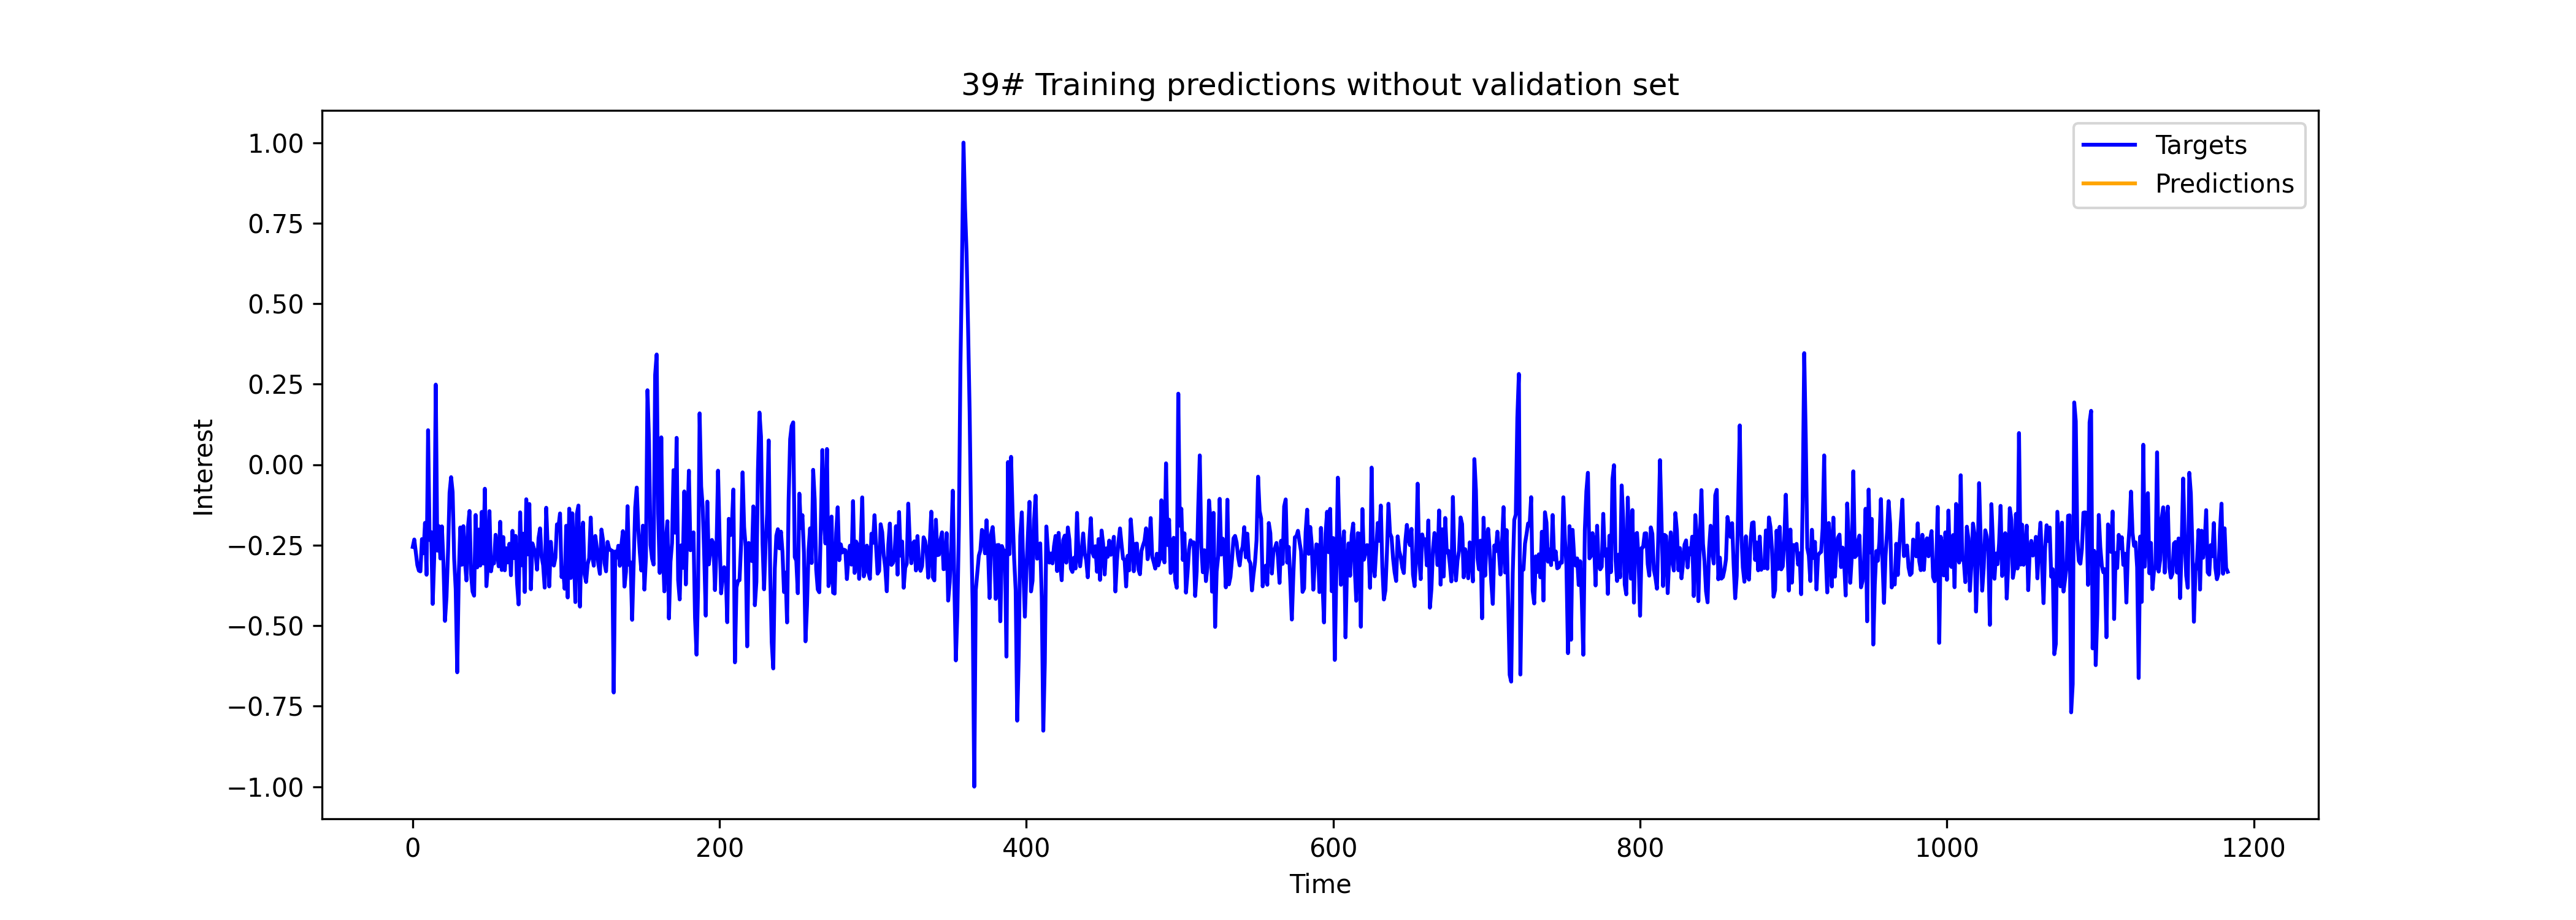 39# Training predictions without validation set
Targets
Predictions
1.00
0.75
0.50
0.25
0.00
−0.25
−0.50
−0.75
−1.00
Interest
0 200 400 600 800 1000 1200
Time